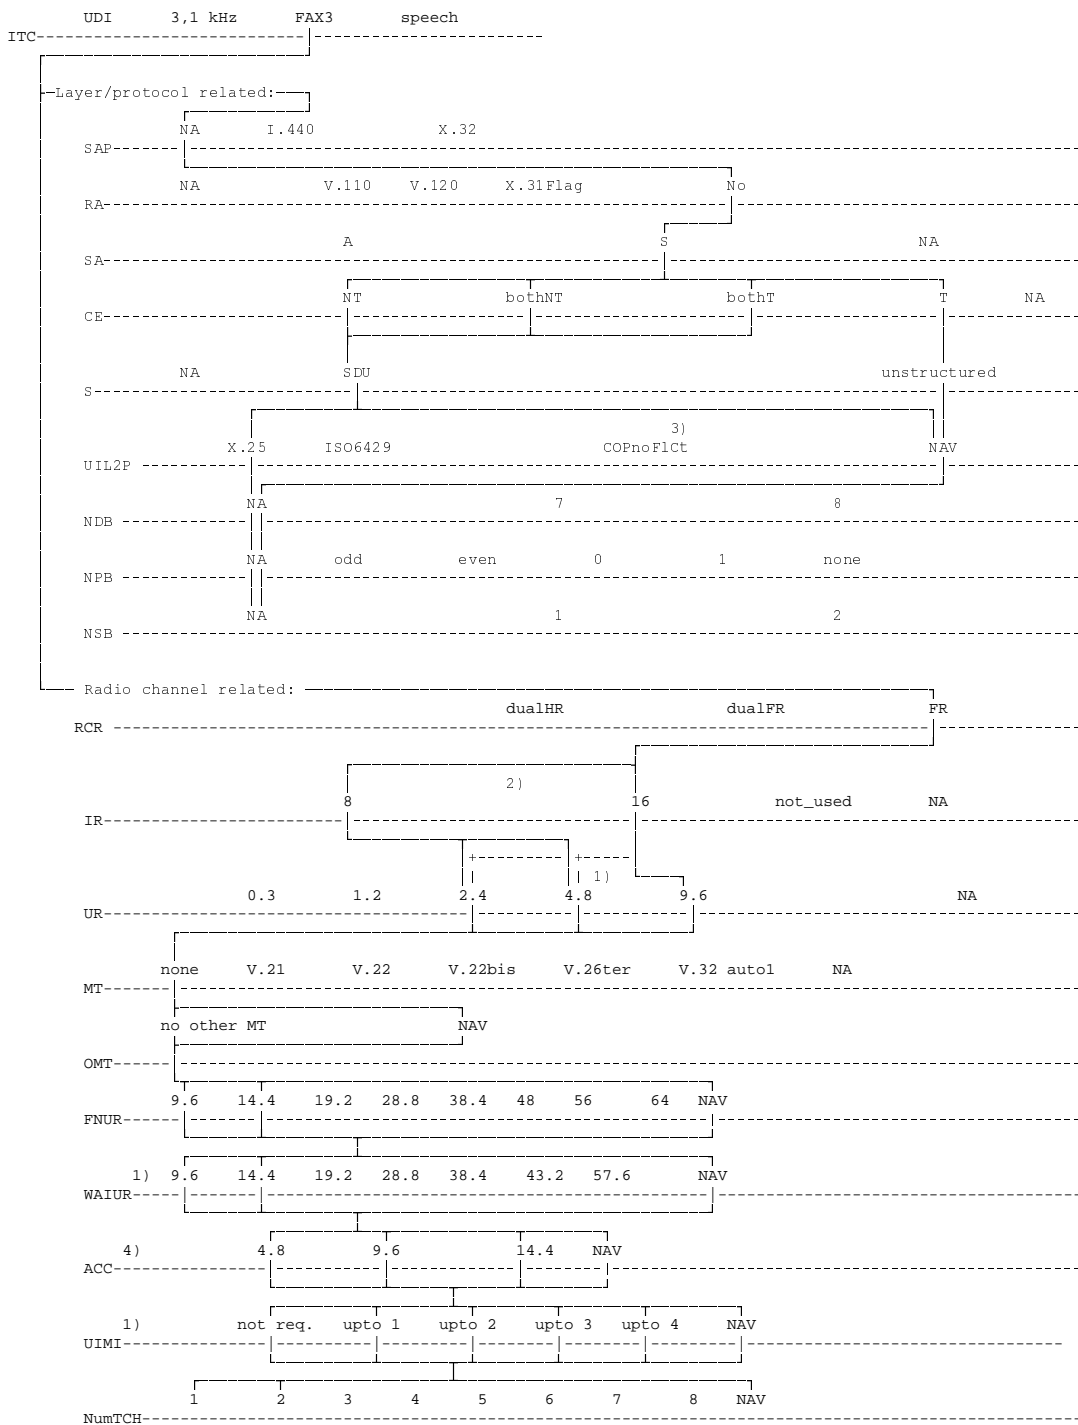 UDI 3,1 kHz FAX3 speech
ITC
Layer/protocol related:
NA I.440 X.32
SAP
NA V.110 V.120 X.31Flag No
RA
A S NA
SA
NT bothNT bothT T NA
CE
NA SDU unstructured
S
3)
X.25 ISO6429 COPnoFlCt NAV
UIL2P
NA 7 8
NDB
NA odd even 0 1 none
NPB
NA 1 2
NSB
Radio channel related:
dualHR dualFR FR
RCR
2)
8 16 not_used NA
IR
1)
0.3 1.2 2.4 4.8 9.6 NA
UR
none V.21 V.22 V.22bis V.26ter V.32 auto1 NA
MT
no other MT NAV
OMT
9.6 14.4 19.2 28.8 38.4 48 56 64 NAV
FNUR
1) 9.6 14.4 19.2 28.8 38.4 43.2 57.6 NAV
WAIUR
4) 4.8 9.6 14.4 NAV
ACC
1) not req. upto 1 upto 2 upto 3 upto 4 NAV
UIMI
1 2 3 4 5 6 7 8 NAV
NumTCH